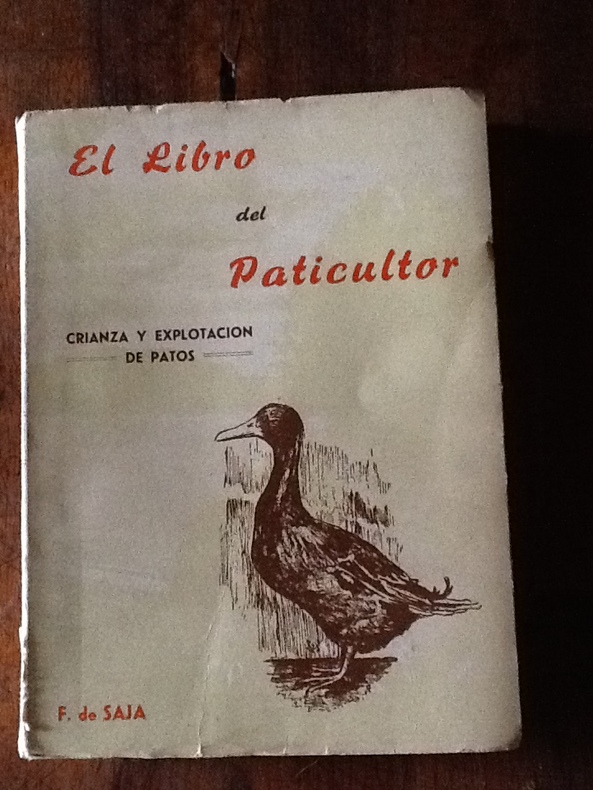 El Libro
del
Paticultor
CRIANZA Y EXPLOTACION
DE PATOS
F. de SAJA